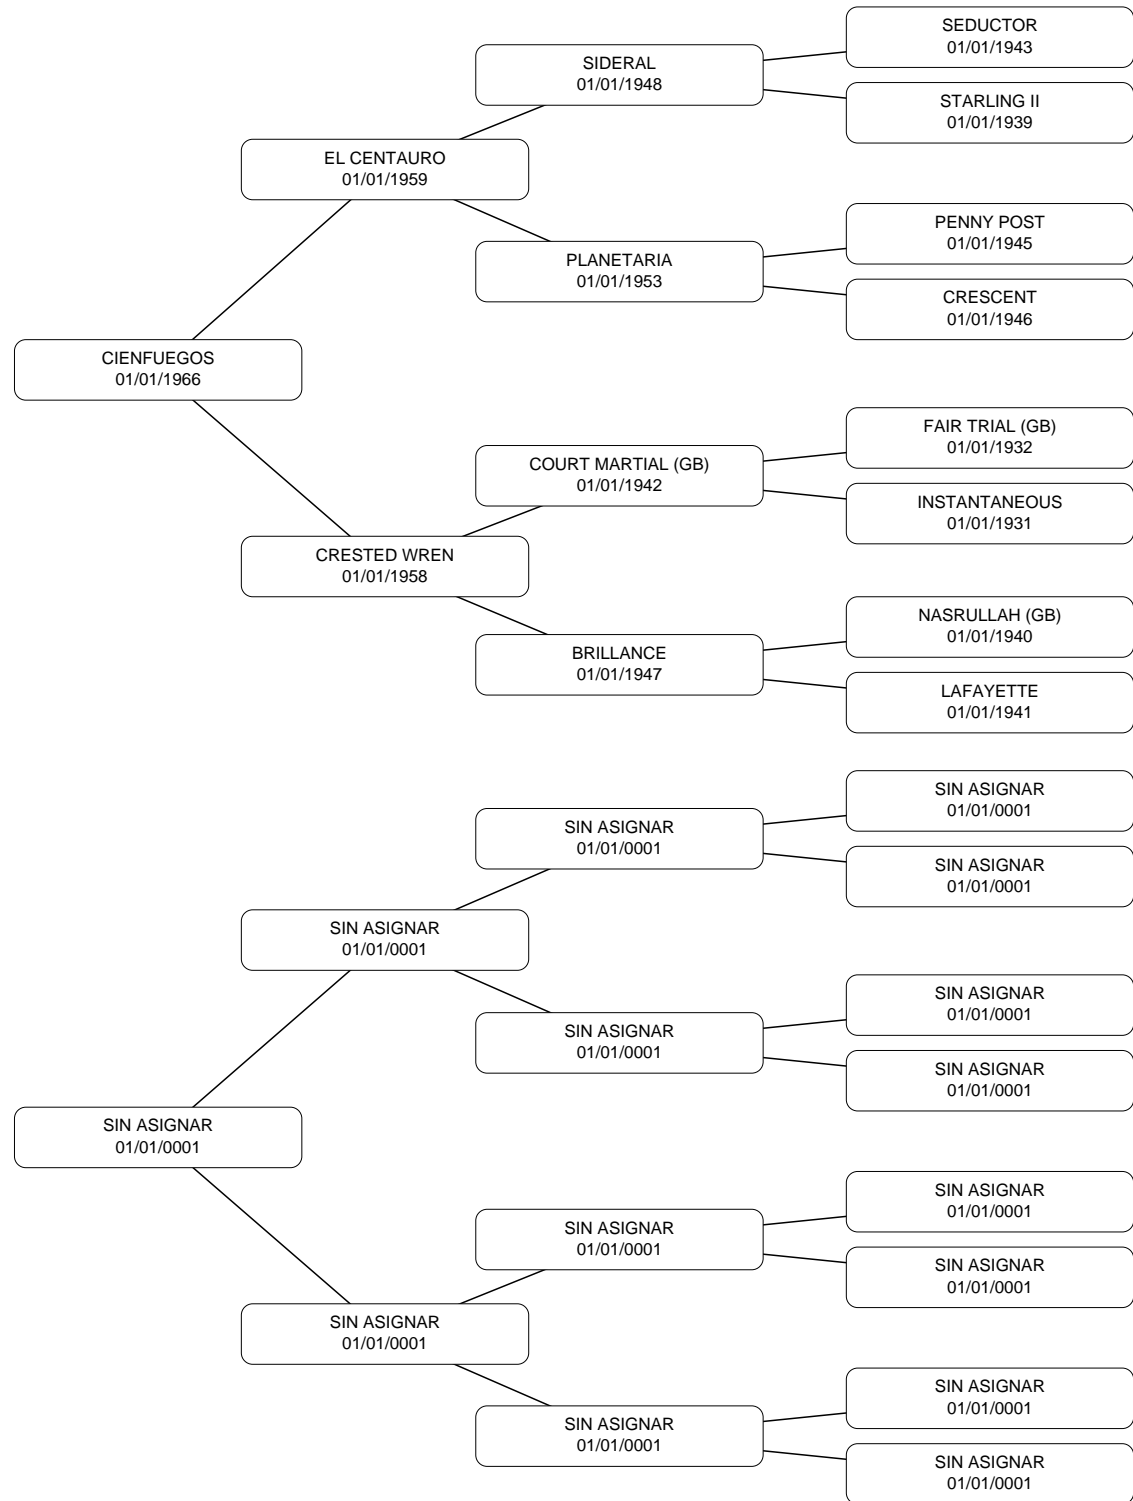 SEDUCTOR
01/01/1943
SIDERAL
01/01/1948
STARLING II
01/01/1939
EL CENTAURO
01/01/1959
PENNY POST
01/01/1945
PLANETARIA
01/01/1953
CRESCENT
01/01/1946
CIENFUEGOS
01/01/1966
FAIR TRIAL (GB)
01/01/1932
COURT MARTIAL (GB)
01/01/1942
INSTANTANEOUS
01/01/1931
CRESTED WREN
01/01/1958
NASRULLAH (GB)
01/01/1940
BRILLANCE
01/01/1947
LAFAYETTE
01/01/1941
SIN ASIGNAR
01/01/0001
SIN ASIGNAR
01/01/0001
SIN ASIGNAR
01/01/0001
SIN ASIGNAR
01/01/0001
SIN ASIGNAR
01/01/0001
SIN ASIGNAR
01/01/0001
SIN ASIGNAR
01/01/0001
SIN ASIGNAR
01/01/0001
SIN ASIGNAR
01/01/0001
SIN ASIGNAR
01/01/0001
SIN ASIGNAR
01/01/0001
SIN ASIGNAR
01/01/0001
SIN ASIGNAR
01/01/0001
SIN ASIGNAR
01/01/0001
SIN ASIGNAR
01/01/0001